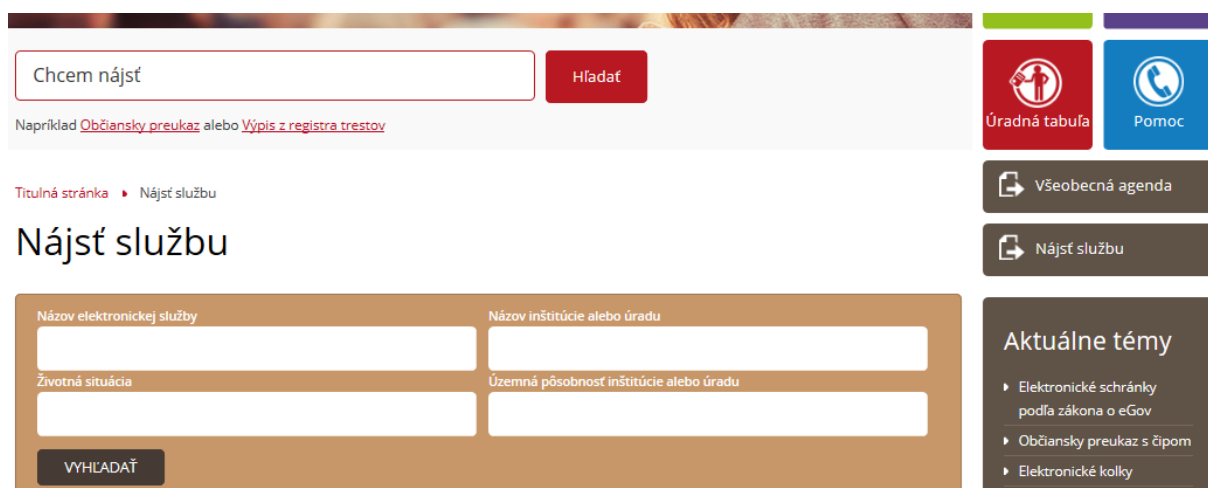 Chcem nájsť
Hľadať
Napríklad Občiansky preukaz alebo Výpis z registra trestov
Titulná stránka
Nájsť službu
Nájsť službu
Názov elektronickej služby
Názov inštitúcie alebo úradu
Životná situácia
Územná pôsobnosť inštitúcie alebo úradu
VYHĽADAŤ
Úradná tabuľa
Pomoc
Všeobecná agenda
Nájsť službu
Aktuálne témy
Elektronické schránky
podľa zákona o eGov
Občiansky preukaz s čipom
Elektronické kolky